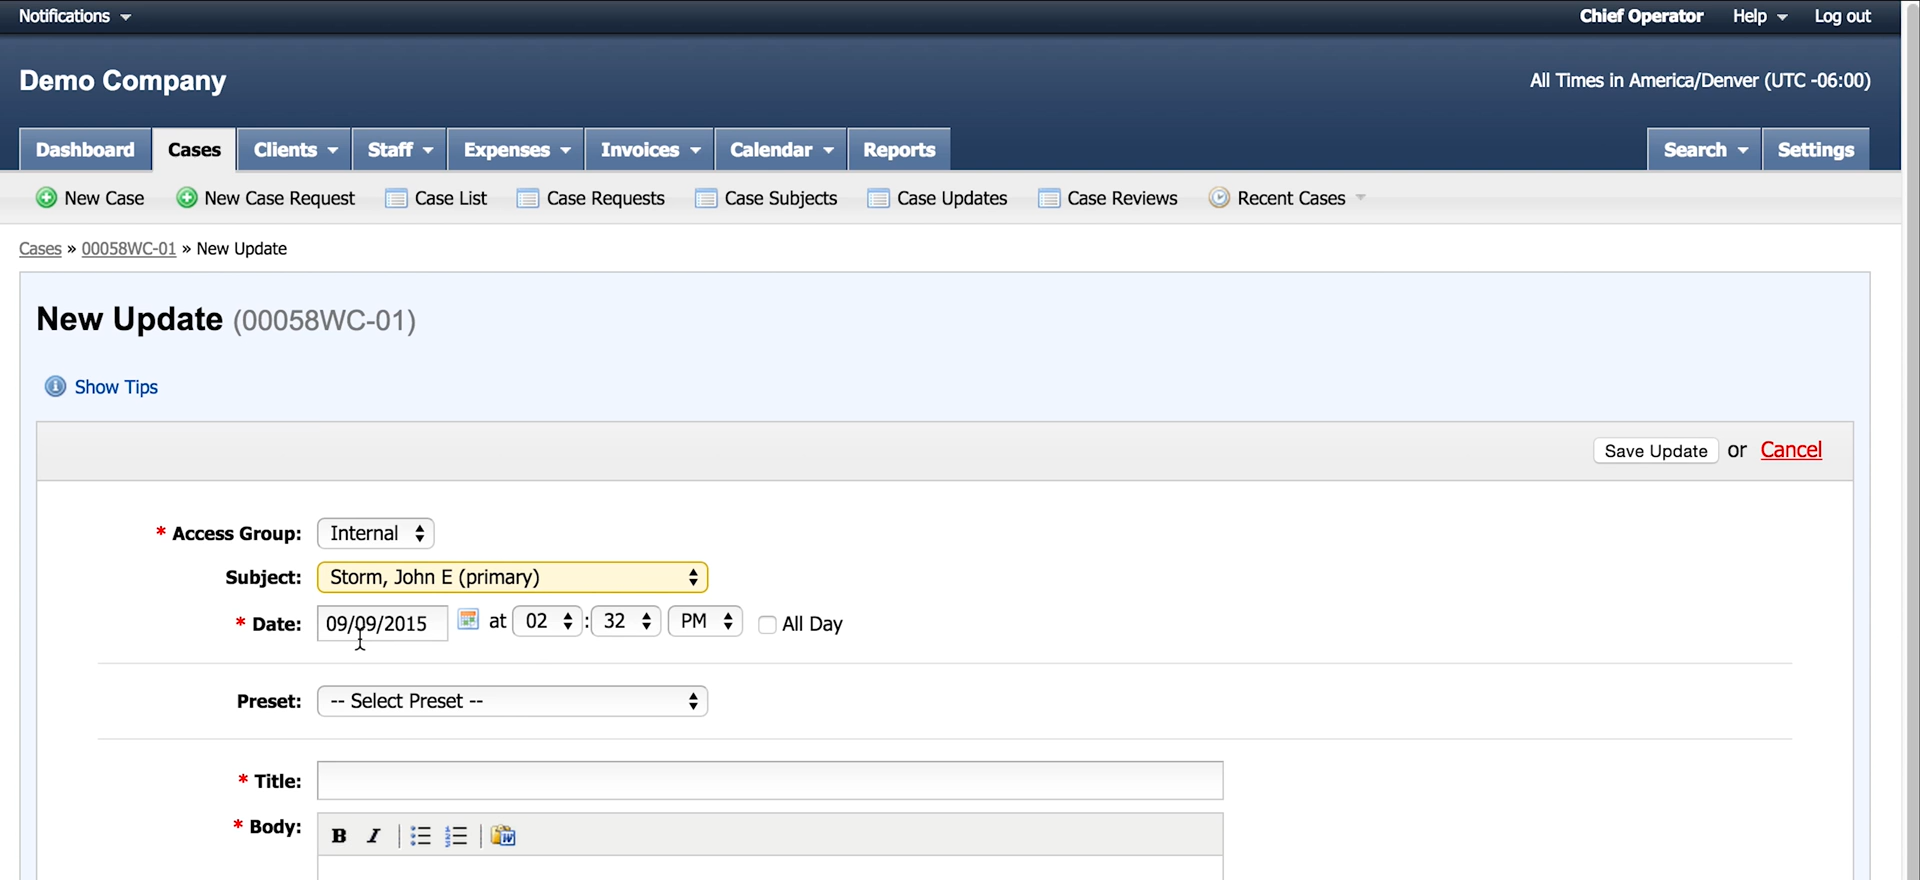 Notifications
Chief Operator Help Log out
Demo Company
All Times in America/Denver (UTC -06:00)
Dashboard Cases Clients Staff Expenses Invoices Calendar Reports Search Settings
New Case New Case Request Case List Case Requests Case Subjects Case Updates Case Reviews Recent Cases
Cases » 00058WC-01 » New Update
New Update (00058WC-01)
Show Tips
Save Update or Cancel
* Access Group: Internal
Subject: Storm, John E (primary)
* Date: 09/09/2015 at 02 : 32 PM All Day
Preset: -- Select Preset --
* Title:
* Body: B I